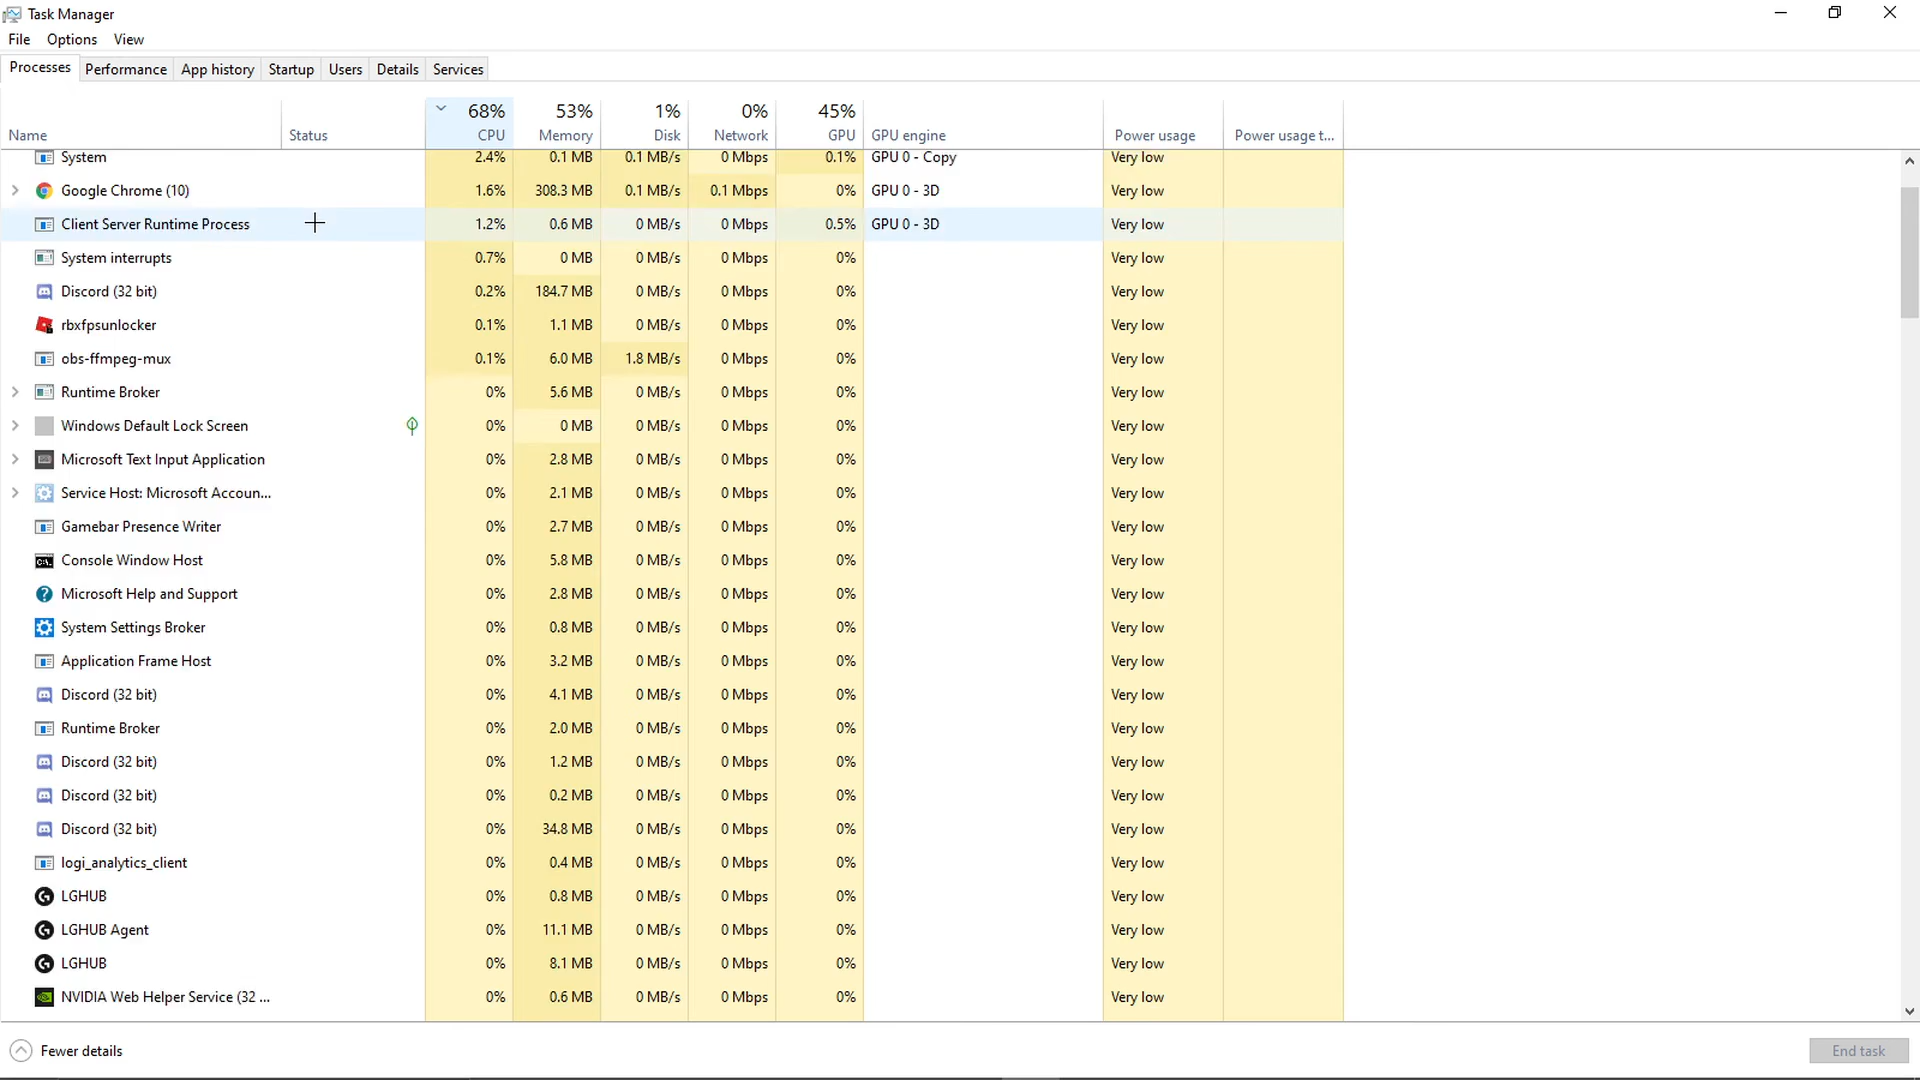 Task Manager
File Options View
Processes Performance App history Startup Users Details Services
68% 53% 1% 0% 45%
Name Status CPU Memory Disk Network GPU GPU engine Power usage Power usage t...
System 2.4% 0.1 MB 0.1 MB/s 0 Mbps 0.1% GPU 0 - Copy Very low
Google Chrome (10) 1.6% 308.3 MB 0.1 MB/s 0.1 Mbps 0% GPU 0 - 3D Very low
Client Server Runtime Process 1.2% 0.6 MB 0 MB/s 0 Mbps 0.5% GPU 0 - 3D Very low
System interrupts 0.7% 0 MB 0 MB/s 0 Mbps 0% Very low
Discord (32 bit) 0.2% 184.7 MB 0 MB/s 0 Mbps 0% Very low
rbxfpsunlocker 0.1% 1.1 MB 0 MB/s 0 Mbps 0% Very low
obs-ffmpeg-mux 0.1% 6.0 MB 1.8 MB/s 0 Mbps 0% Very low
Runtime Broker 0% 5.6 MB 0 MB/s 0 Mbps 0% Very low
Windows Default Lock Screen 0% 0 MB 0 MB/s 0 Mbps 0% Very low
Microsoft Text Input Application 0% 2.8 MB 0 MB/s 0 Mbps 0% Very low
Service Host: Microsoft Accoun... 0% 2.1 MB 0 MB/s 0 Mbps 0% Very low
Gamebar Presence Writer 0% 2.7 MB 0 MB/s 0 Mbps 0% Very low
Console Window Host 0% 5.8 MB 0 MB/s 0 Mbps 0% Very low
Microsoft Help and Support 0% 2.8 MB 0 MB/s 0 Mbps 0% Very low
System Settings Broker 0% 0.8 MB 0 MB/s 0 Mbps 0% Very low
Application Frame Host 0% 3.2 MB 0 MB/s 0 Mbps 0% Very low
Discord (32 bit) 0% 4.1 MB 0 MB/s 0 Mbps 0% Very low
Runtime Broker 0% 2.0 MB 0 MB/s 0 Mbps 0% Very low
Discord (32 bit) 0% 1.2 MB 0 MB/s 0 Mbps 0% Very low
Discord (32 bit) 0% 0.2 MB 0 MB/s 0 Mbps 0% Very low
Discord (32 bit) 0% 34.8 MB 0 MB/s 0 Mbps 0% Very low
logi_analytics_client 0% 0.4 MB 0 MB/s 0 Mbps 0% Very low
LGHUB 0% 0.8 MB 0 MB/s 0 Mbps 0% Very low
LGHUB Agent 0% 11.1 MB 0 MB/s 0 Mbps 0% Very low
LGHUB 0% 8.1 MB 0 MB/s 0 Mbps 0% Very low
NVIDIA Web Helper Service (32 ... 0% 0.6 MB 0 MB/s 0 Mbps 0% Very low
Fewer details End task